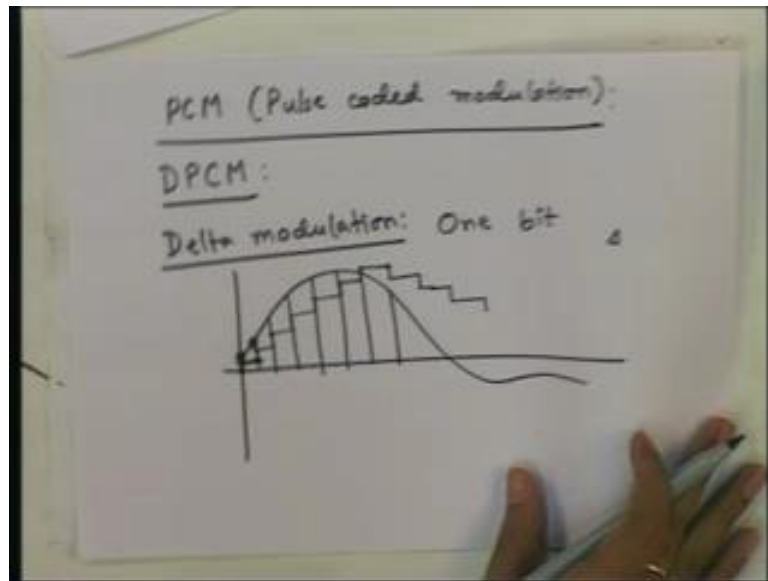 PCM (Pulse coded modulation):
DPCM:
Delta modulation: One bit Δ